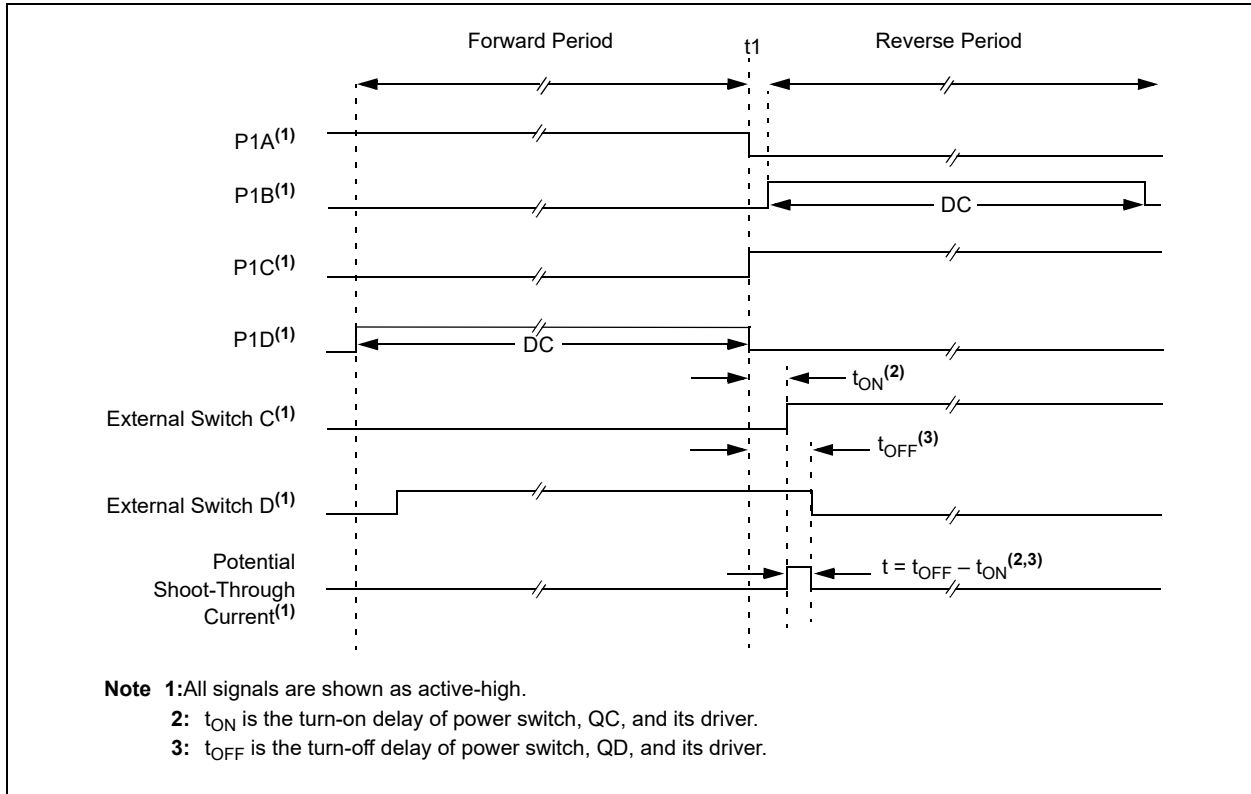 Forward Period
t1
Reverse Period
P1A(1)
P1B(1)
DC
P1C(1)
P1D(1)
DC
tON(2)
External Switch C(1)
tOFF(3)
External Switch D(1)
Potential
Shoot-Through
Current(1)
t = tOFF – tON(2,3)
Note 1:All signals are shown as active-high.
2: tON is the turn-on delay of power switch, QC, and its driver.
3: tOFF is the turn-off delay of power switch, QD, and its driver.